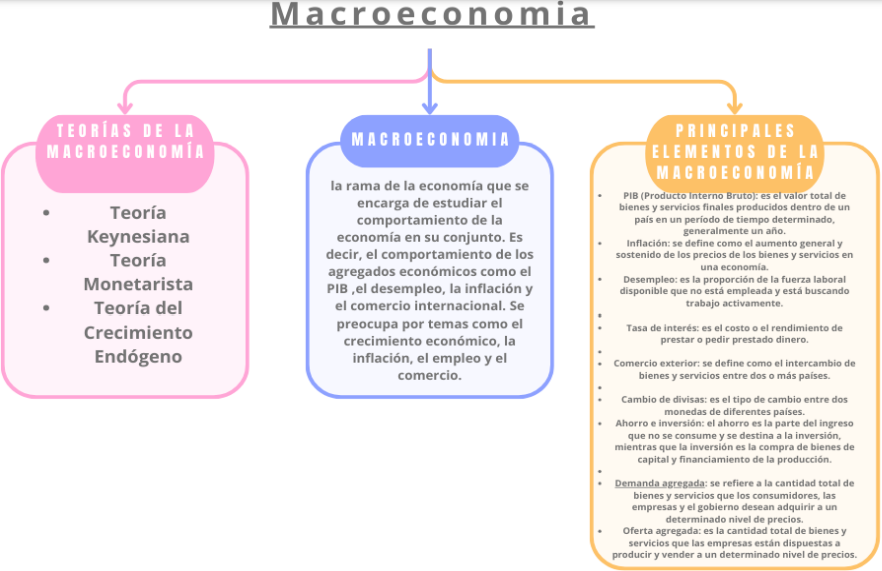 Macroeconomia
TEORÍAS DE LA
MACROECONOMÍA
• Teoría
Keynesiana
• Teoría
Monetarista
• Teoría del
Crecimiento
Endógeno
MACROECONOMIA
la rama de la economía que se
encarga de estudiar el
comportamiento de la
economía en su conjunto. Es
decir, el comportamiento de los
agregados económicos como el
PIB ,el desempleo, la inflación y
el comercio internacional. Se
preocupa por temas como el
crecimiento económico, la
inflación, el empleo y el
comercio.
PRINCIPALES
ELEMENTOS DE LA
MACROECONOMÍA
• PIB (Producto Interno Bruto): es el valor total de
bienes y servicios finales producidos dentro de un
país en un período de tiempo determinado,
generalmente un año.
• Inflación: se define como el aumento general y
sostenido de los precios de los bienes y servicios en
una economía.
• Desempleo: es la proporción de la fuerza laboral
disponible que no está empleada y está buscando
trabajo activamente.
•
• Tasa de interés: es el costo o el rendimiento de
prestar o pedir prestado dinero.
•
• Comercio exterior: se define como el intercambio de
bienes y servicios entre dos o más países.
•
• Cambio de divisas: es el tipo de cambio entre dos
monedas de diferentes países.
• Ahorro e inversión: el ahorro es la parte del ingreso
que no se consume y se destina a la inversión,
mientras que la inversión es la compra de bienes de
capital y financiamiento de la producción.
•
• Demanda agregada: se refiere a la cantidad total de
bienes y servicios que los consumidores, las
empresas y el gobierno desean adquirir a un
determinado nivel de precios.
• Oferta agregada: es la cantidad total de bienes y
servicios que las empresas están dispuestas a
producir y vender a un determinado nivel de precios.